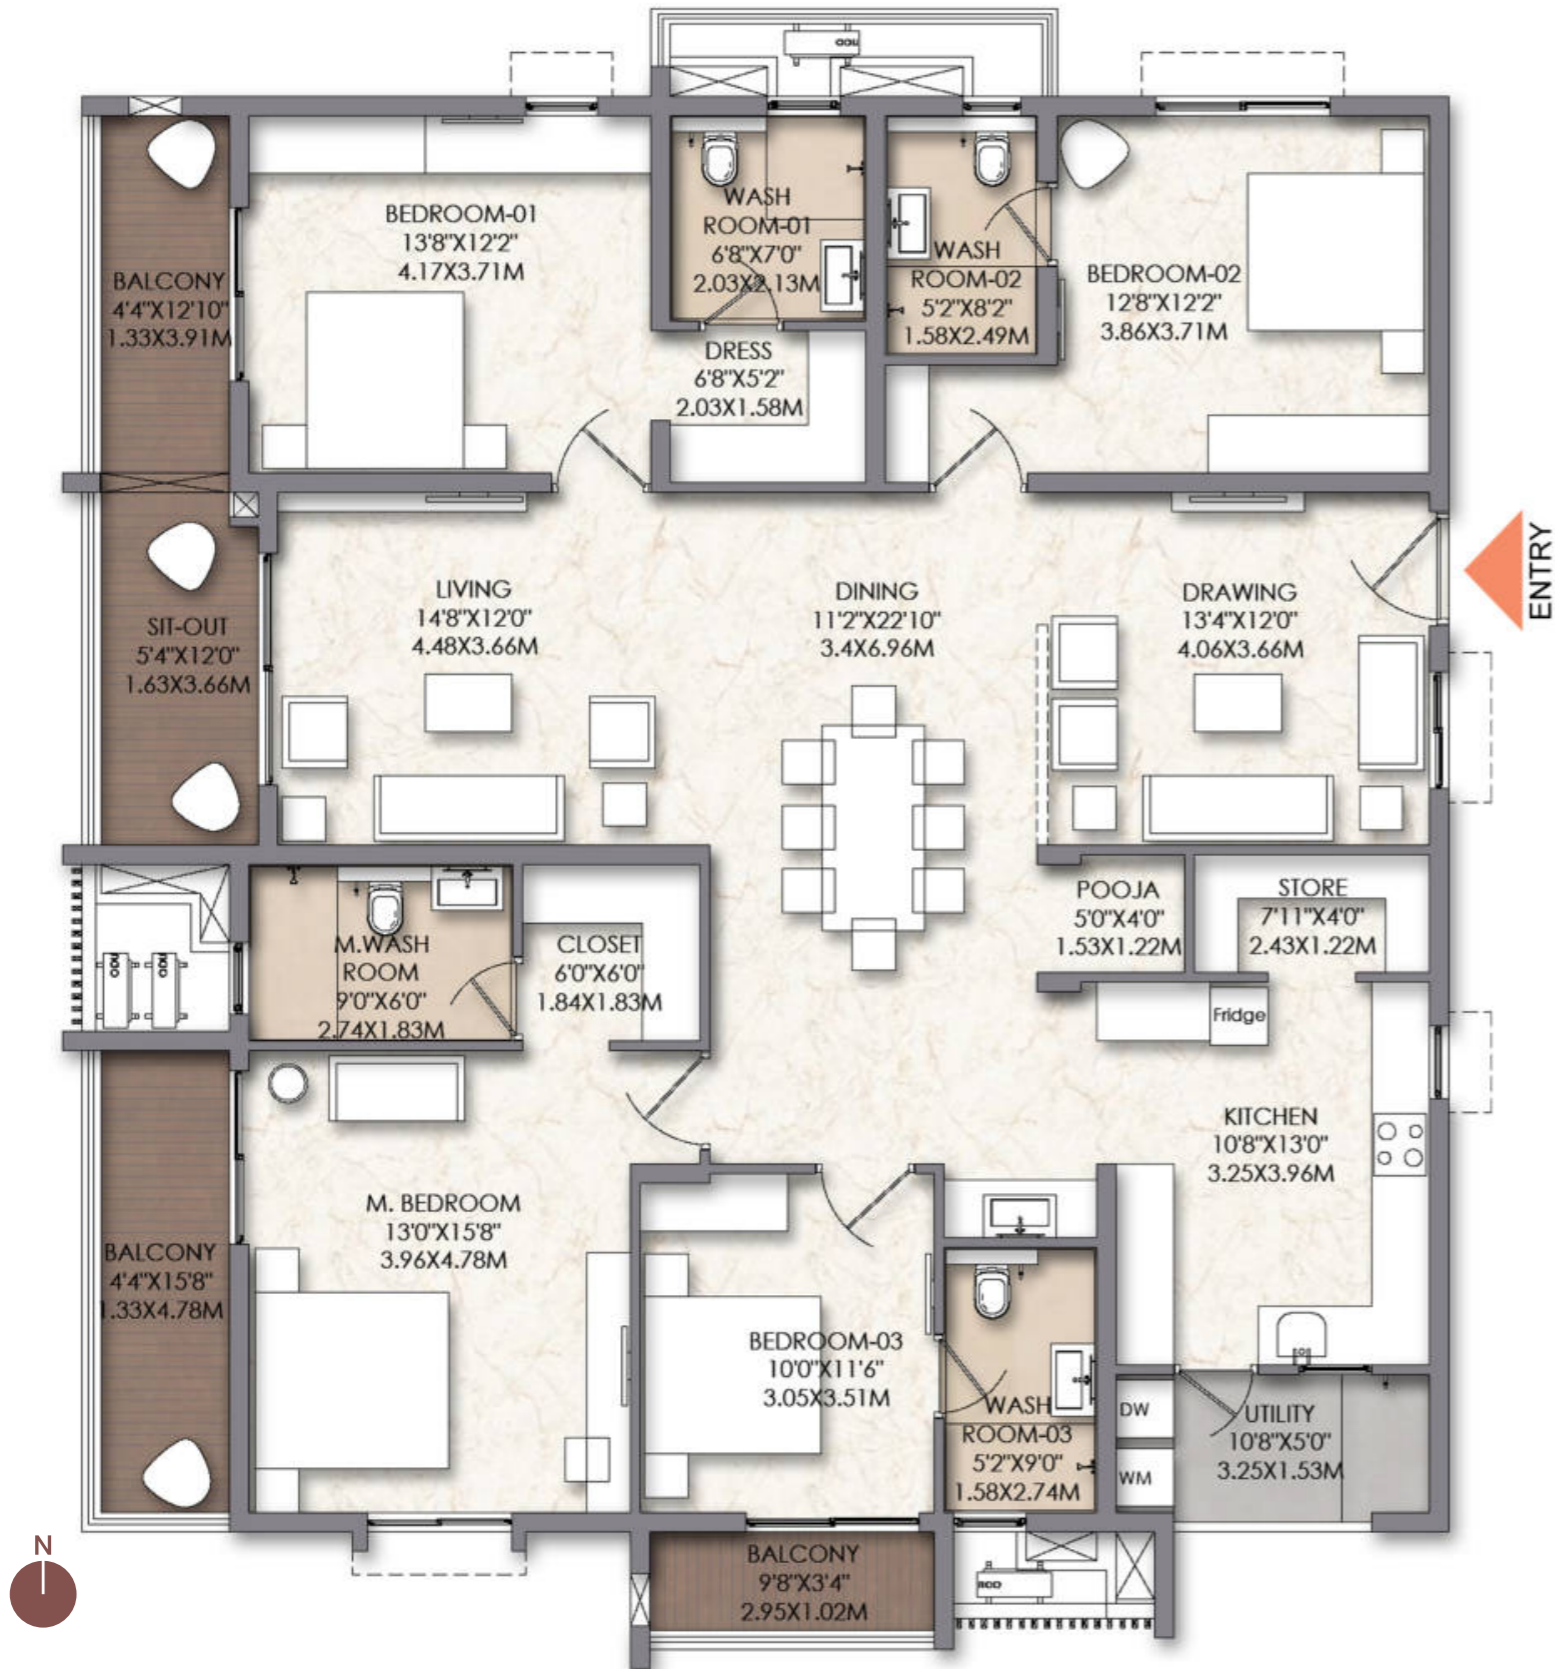 BEDROOM-01
13'8"X12'2"
4.17X3.71M
WASH
ROOM-01
6'8"X7'0"
2.03X2.13M
WASH
ROOM-02
5'2"X8'2"
1.58X2.49M
BEDROOM-02
12'8"X12'2"
3.86X3.71M
BALCONY
4'4"X12'10"
1.33X3.91M
DRESS
6'8"X5'2"
2.03X1.58M
ENTRY
LIVING
14'8"X12'0"
4.48X3.66M
DINING
11'2"X22'10"
3.4X6.96M
DRAWING
13'4"X12'0"
4.06X3.66M
SIT-OUT
5'4"X12'0"
1.63X3.66M
POOJA
5'0"X4'0"
1.53X1.22M
STORE
7'11"X4'0"
2.43X1.22M
M.WASH
ROOM
9'0"X6'0"
2.74X1.83M
CLOSET
6'0"X6'0"
1.84X1.83M
Fridge
KITCHEN
10'8"X13'0"
3.25X3.96M
M. BEDROOM
13'0"X15'8"
3.96X4.78M
BALCONY
4'4"X15'8"
1.33X4.78M
BEDROOM-03
10'0"X11'6"
3.05X3.51M
WASH
ROOM-03
5'2"X9'0"
1.58X2.74M
DW
WM
UTILITY
10'8"X5'0"
3.25X1.53M
N
BALCONY
9'8"X3'4"
2.95X1.02M